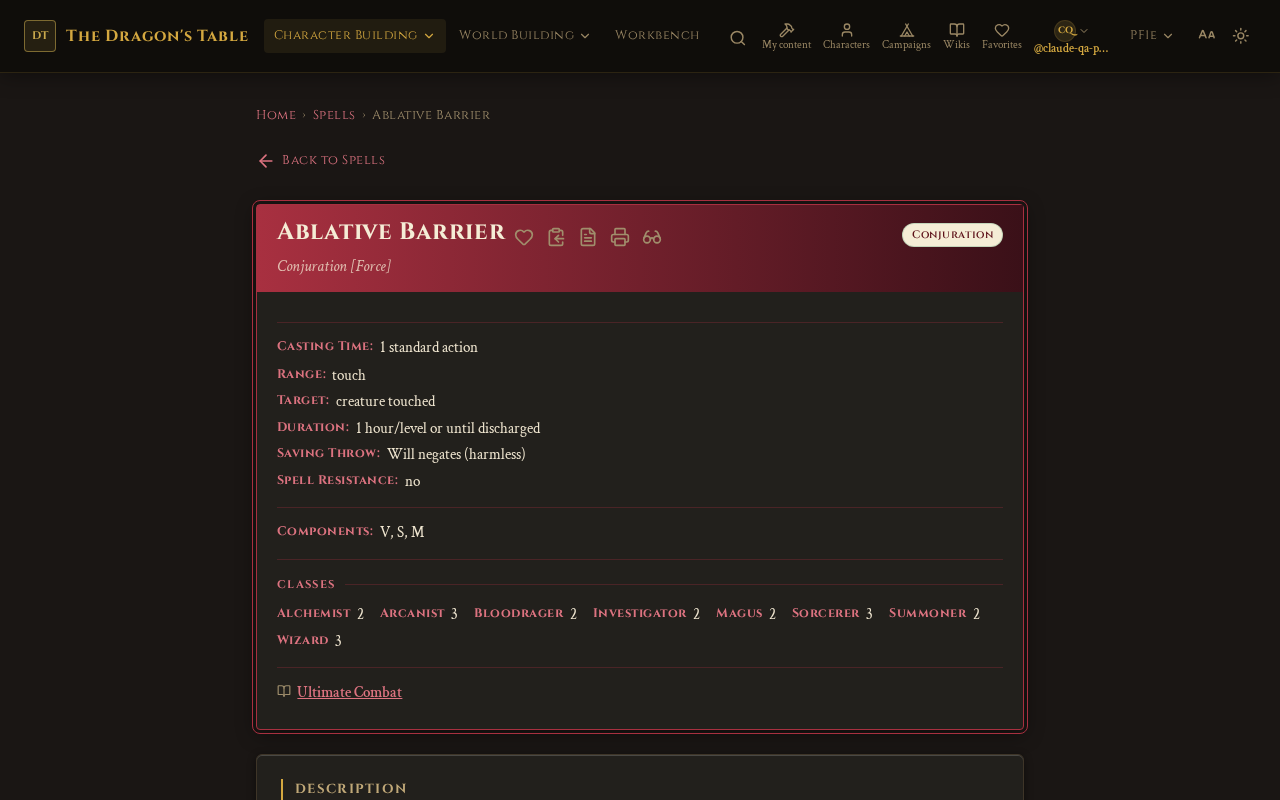 DT The Dragon's Table Character Building World Building Workbench My content Characters Campaigns Wikis Favorites CQ @claude-qa-p... PF1e AA
Home › Spells › Ablative Barrier
Back to Spells
Ablative Barrier Conjuration
Conjuration [Force]
Casting Time: 1 standard action
Range: touch
Target: creature touched
Duration: 1 hour/level or until discharged
Saving Throw: Will negates (harmless)
Spell Resistance: no
Components: V, S, M
Classes
Alchemist 2 Arcanist 3 Bloodrager 2 Investigator 2 Magus 2 Sorcerer 3 Summoner 2
Wizard 3
Ultimate Combat
Description